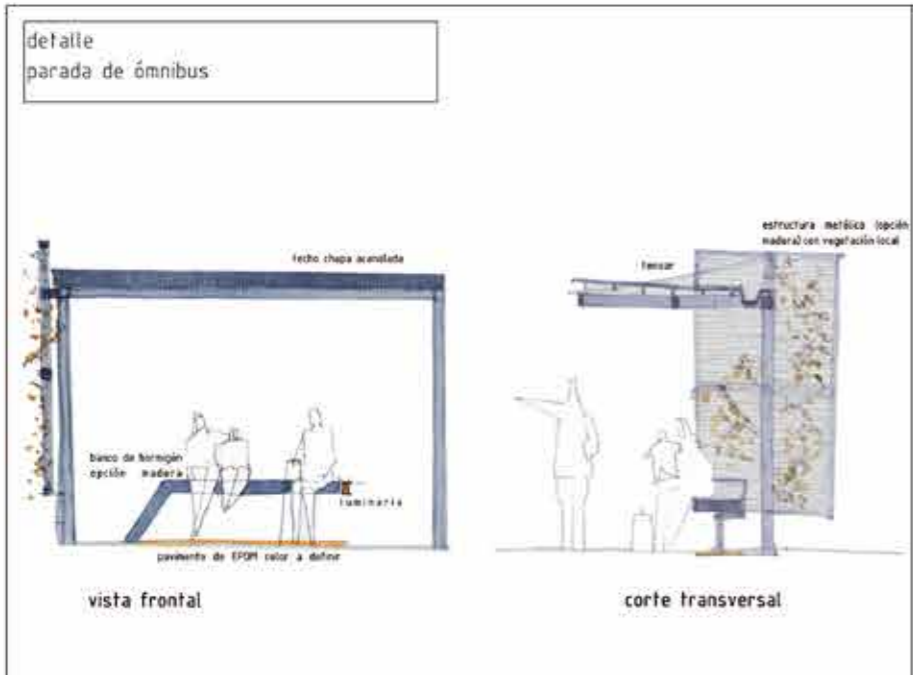 detalle
parada de ómnibus
techo chapa acanalada
banco de hormigón
opción madera
luminaria
pavimento de EPDM color a definir
vista frontal
estructura metálica (opción
madera) con vegetación local
tensor
corte transversal